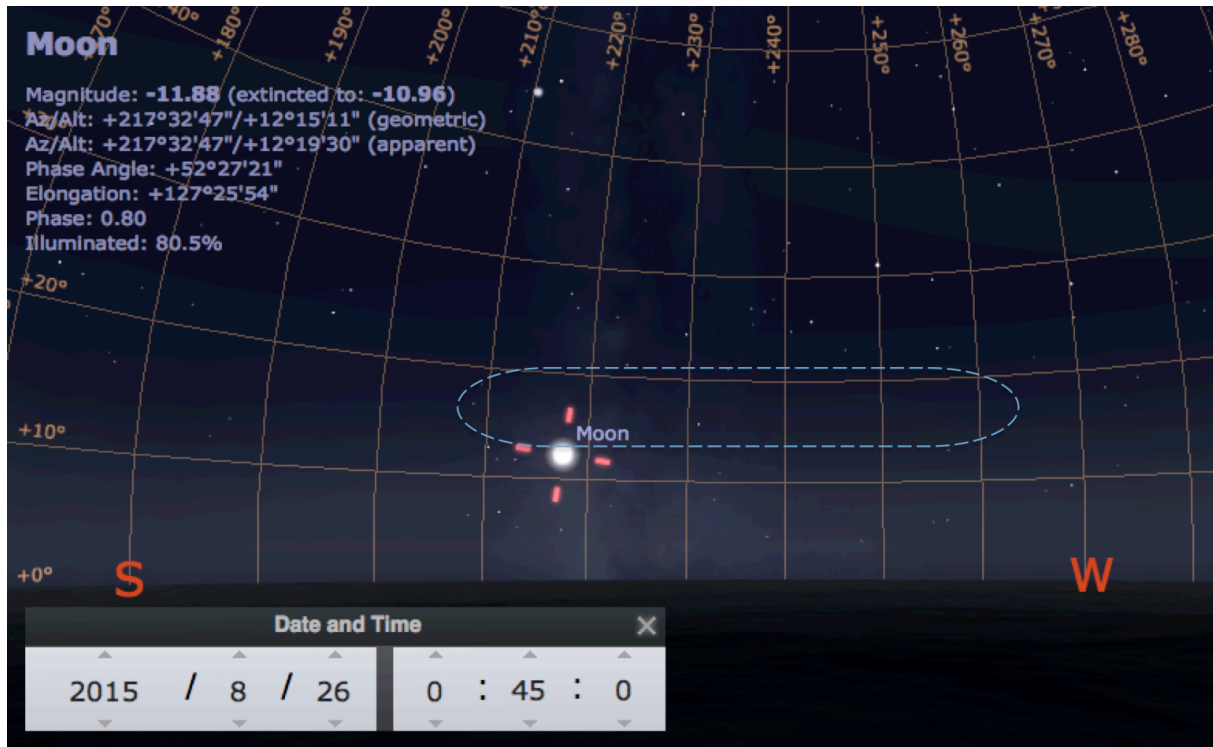 Moon
Magnitude: -11.88 (extincted to: -10.96)
Az/Alt: +217°32'47"/+12°15'11" (geometric)
Az/Alt: +217°32'47"/+12°19'30" (apparent)
Phase Angle: +52°27'21"
Elongation: +127°25'54"
Phase: 0.80
Illuminated: 80.5%
+180° +190° +200° +210° +220° +230° +240° +250° +260° +270° +280°
+20°
Moon
+10°
+0°
S W
Date and Time
2015 / 8 / 26 0 : 45 : 0